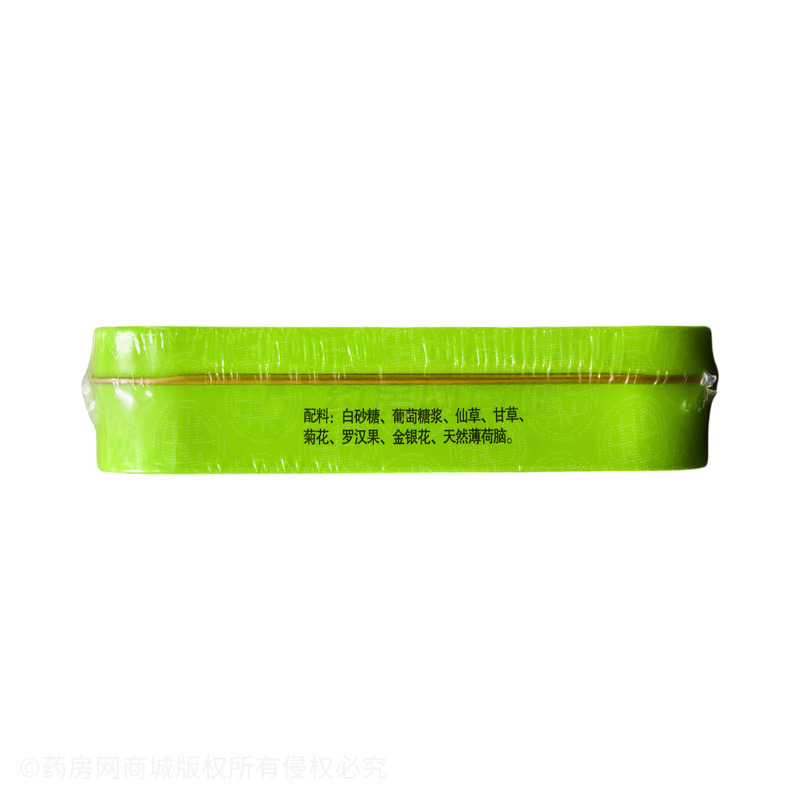 配料：白砂糖、葡萄糖浆、仙草、甘草、
菊花、罗汉果、金银花、天然薄荷脑。
©药房网商城版权所有侵权必究